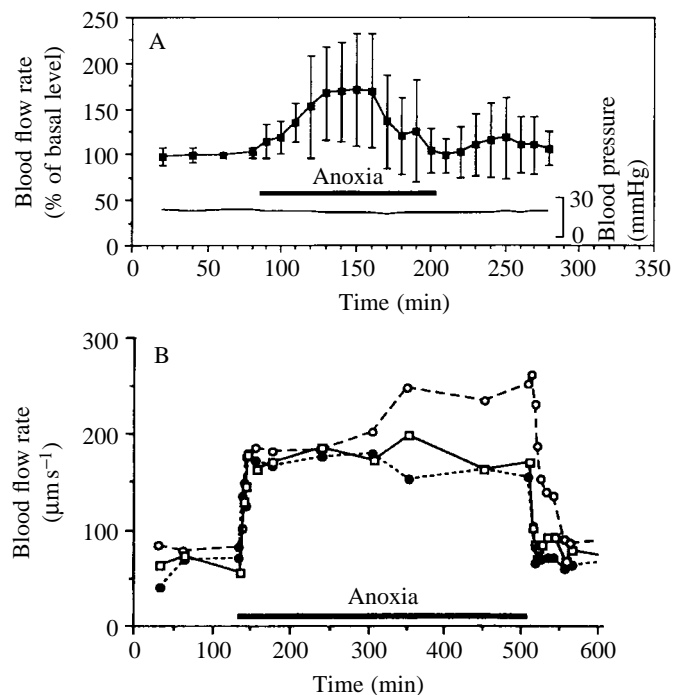 A
Blood flow rate
(% of basal level)
250
200
150
100
50
0
Anoxia
30
0
Blood pressure
(mmHg)
0 50 100 150 200 250 300 350
Time (min)
B
Blood flow rate
(μm s⁻¹)
300
200
100
0
Anoxia
0 100 200 300 400 500 600
Time (min)